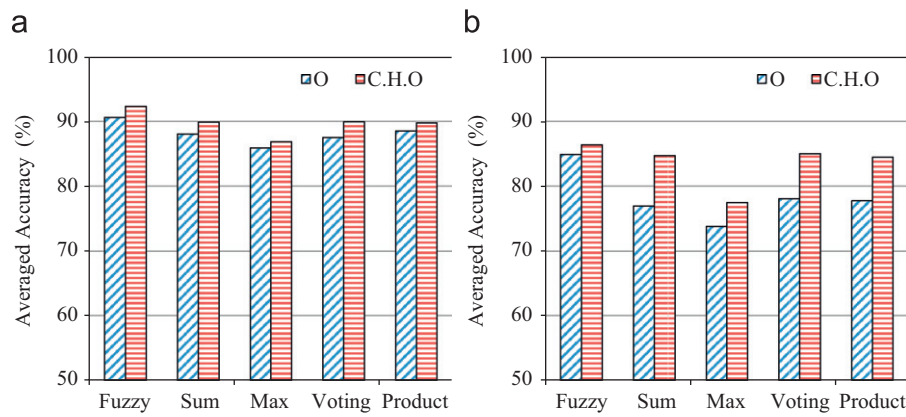 a
b
100
90
80
70
60
50
Averaged Accuracy (%)
O
C.H.O
Fuzzy
Sum
Max
Voting
Product
100
90
80
70
60
50
Averaged Accuracy (%)
O
C.H.O
Fuzzy
Sum
Max
Voting
Product